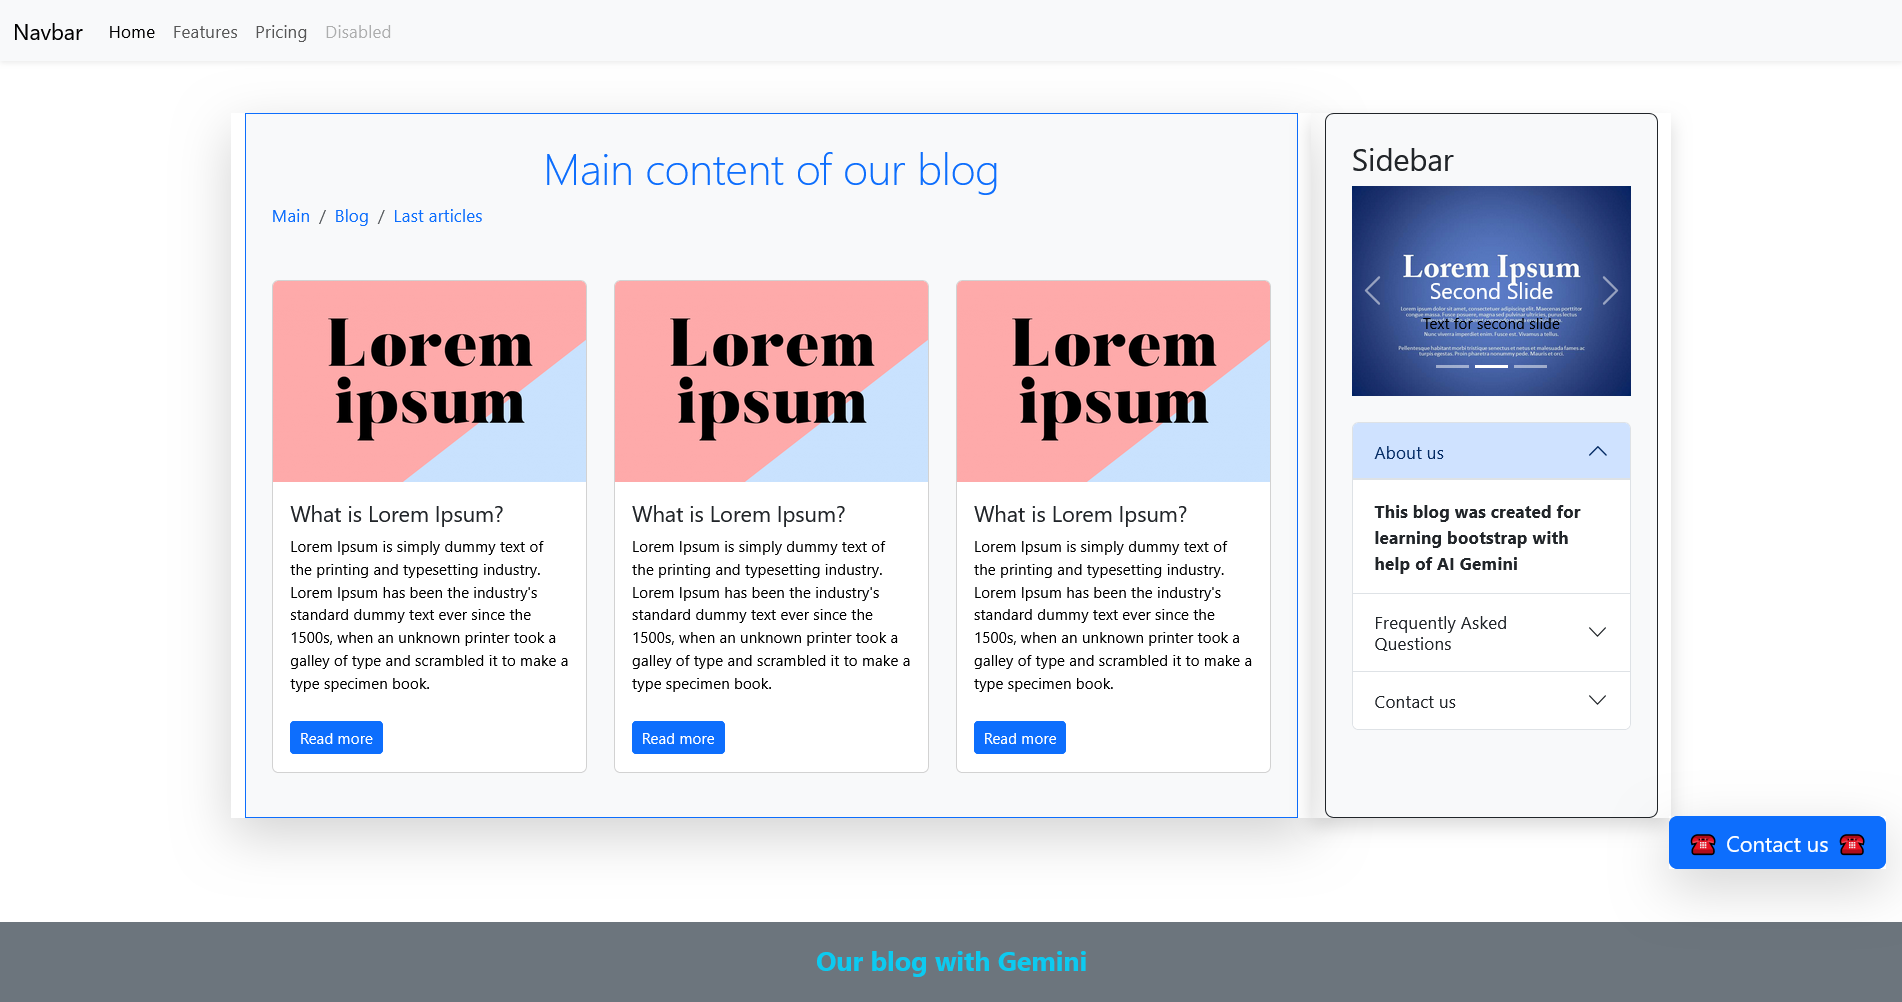 Navbar Home Features Pricing Disabled
Main content of our blog
Main / Blog / Last articles
Lorem
ipsum
What is Lorem Ipsum?
Lorem Ipsum is simply dummy text of
the printing and typesetting industry.
Lorem Ipsum has been the industry's
standard dummy text ever since the
1500s, when an unknown printer took a
galley of type and scrambled it to make a
type specimen book.
Read more
Lorem
ipsum
What is Lorem Ipsum?
Lorem Ipsum is simply dummy text of
the printing and typesetting industry.
Lorem Ipsum has been the industry's
standard dummy text ever since the
1500s, when an unknown printer took a
galley of type and scrambled it to make a
type specimen book.
Read more
Lorem
ipsum
What is Lorem Ipsum?
Lorem Ipsum is simply dummy text of
the printing and typesetting industry.
Lorem Ipsum has been the industry's
standard dummy text ever since the
1500s, when an unknown printer took a
galley of type and scrambled it to make a
type specimen book.
Read more
Sidebar
Lorem Ipsum
Second Slide
Text for second slide
About us
This blog was created for
learning bootstrap with
help of AI Gemini
Frequently Asked
Questions
Contact us
☎️ Contact us ☎️
Our blog with Gemini